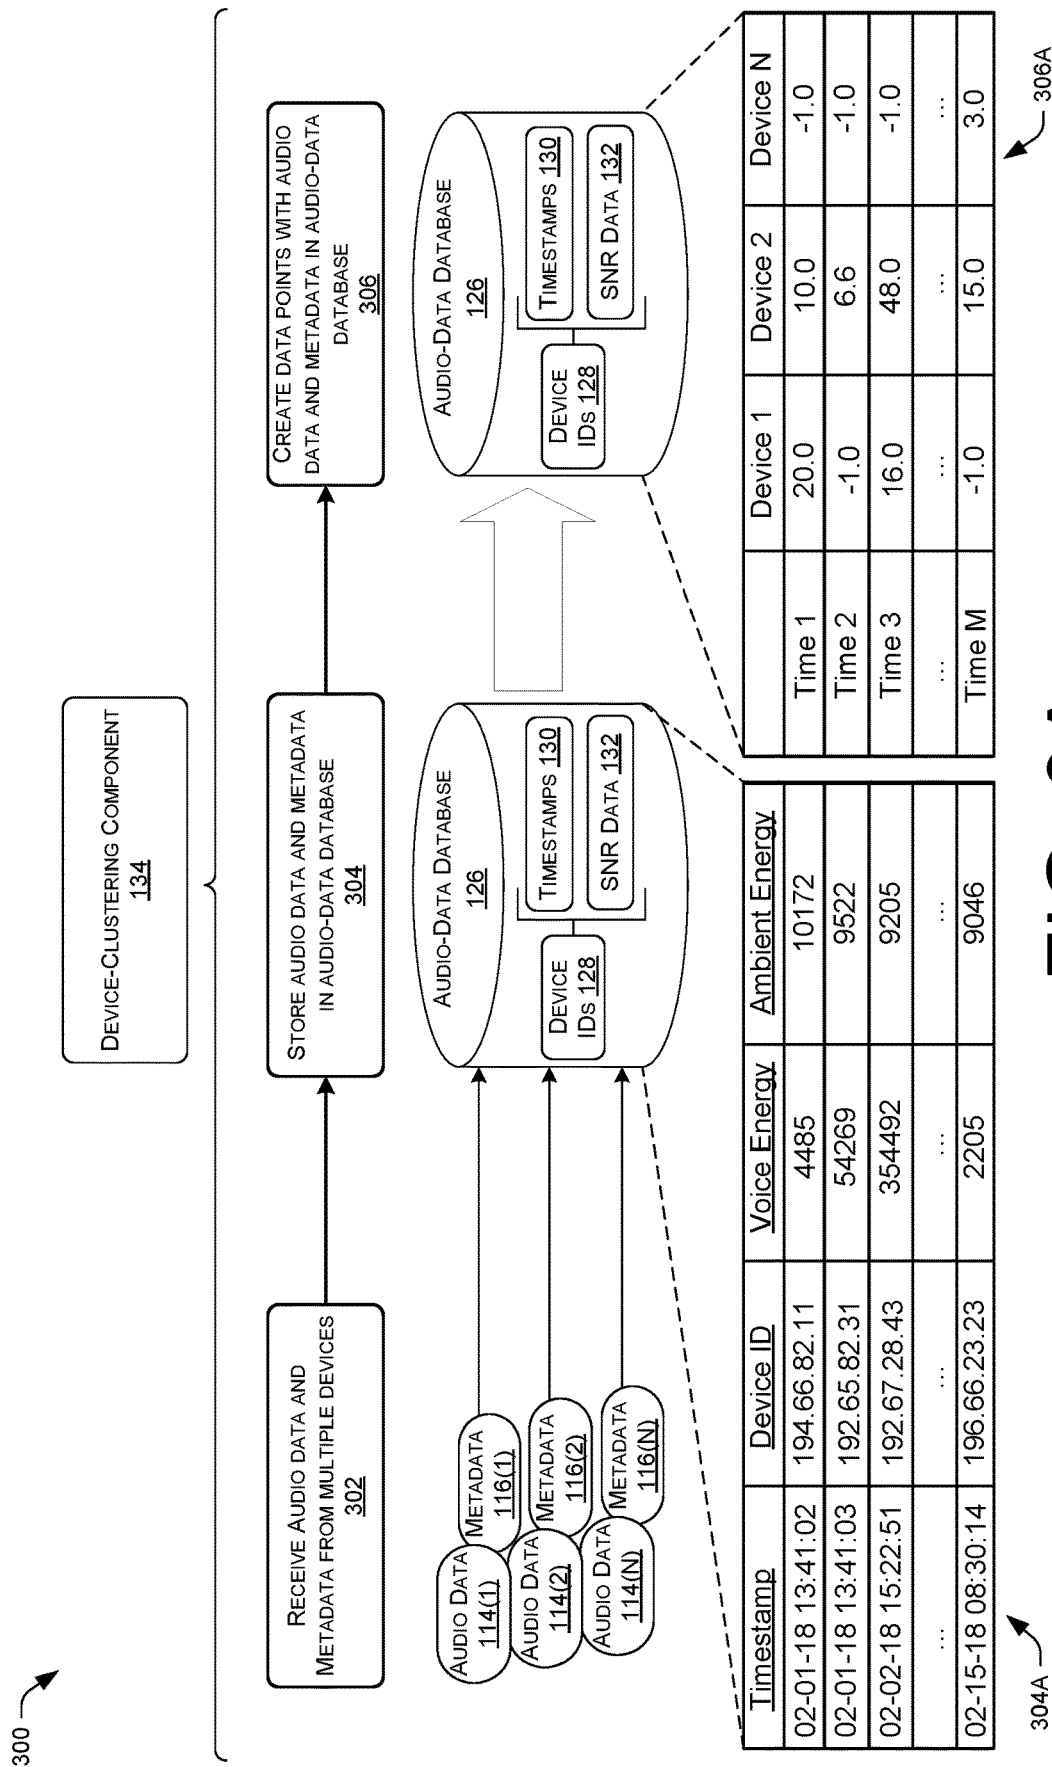 300
DEVICE-CLUSTERING COMPONENT
134
RECEIVE AUDIO DATA AND
METADATA FROM MULTIPLE DEVICES
302
STORE AUDIO DATA AND METADATA
IN AUDIO-DATA DATABASE
304
CREATE DATA POINTS WITH AUDIO
DATA AND METADATA IN AUDIO-DATA
DATABASE
306
AUDIO DATA
114(1)
METADATA
116(1)
AUDIO DATA
114(2)
METADATA
116(2)
AUDIO DATA
114(N)
METADATA
116(N)
AUDIO-DATA DATABASE
126
DEVICE
IDS 128
TIMESTAMPS 130
SNR DATA 132
AUDIO-DATA DATABASE
126
DEVICE
IDS 128
TIMESTAMPS 130
SNR DATA 132
Timestamp Device ID Voice Energy Ambient Energy
02-01-18 13:41:02 194.66.82.11 4485 10172
02-01-18 13:41:03 192.65.82.31 54269 9522
02-02-18 15:22:51 192.67.28.43 354492 9205
... ... ... ...
02-15-18 08:30:14 196.66.23.23 2205 9046
304A
Device 1 Device 2 Device N
Time 1 20.0 10.0 -1.0
Time 2 -1.0 6.6 -1.0
Time 3 16.0 48.0 -1.0
... ... ... ...
Time M -1.0 15.0 3.0
306A